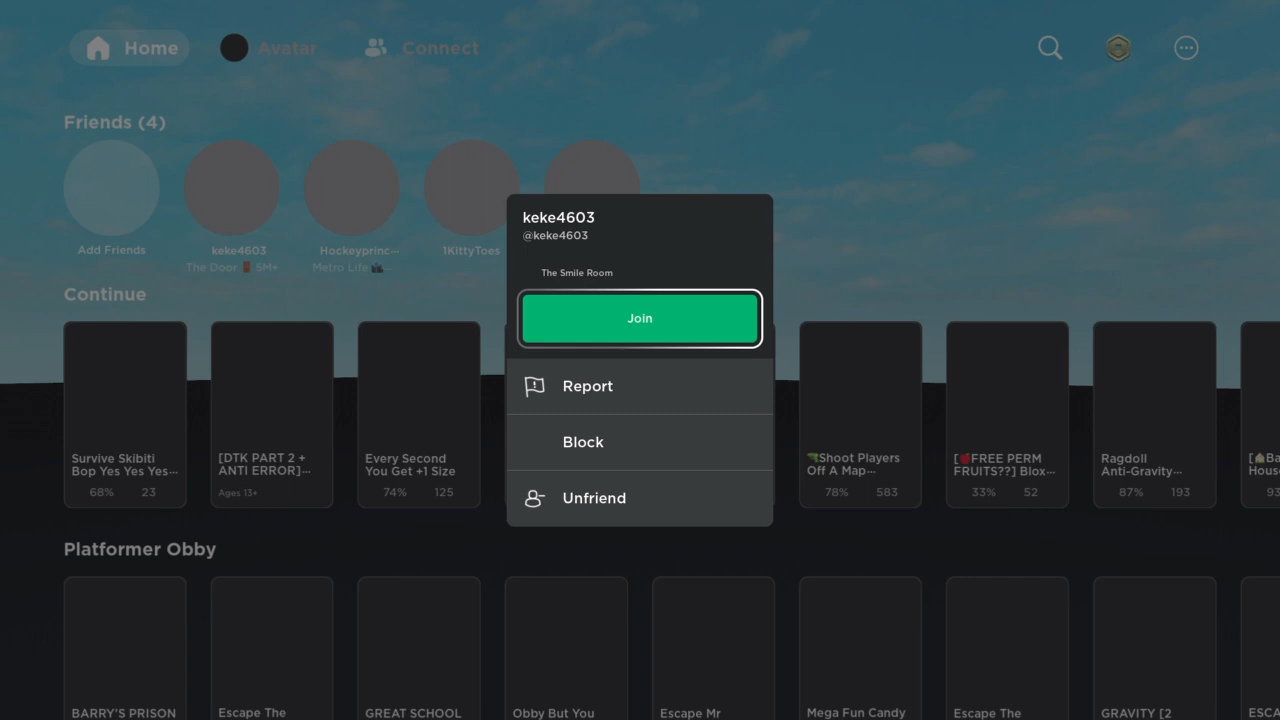 Home
Avatar
Connect
Friends (4)
Add Friends
keke4603
The Door 🚪 5M+
Hockeyprinc--
Metro Life
1KittyToes
keke4603
@keke4603
The Smile Room
Join
Report
Block
Unfriend
Continue
Survive Skibiti
Bop Yes Yes Yes...
68% 23
[DTK PART 2 +
ANTI ERROR]...
Ages 13+
Every Second
You Get +1 Size
74% 125
🔫Shoot Players
Off A Map...
78% 583
[🍎FREE PERM
FRUITS??] Blox...
33% 52
Ragdoll
Anti-Gravity...
87% 193
Platformer Obby
BARRY'S PRISON
Escape The
GREAT SCHOOL
Obby But You
Escape Mr
Mega Fun Candy
Escape The
GRAVITY [2